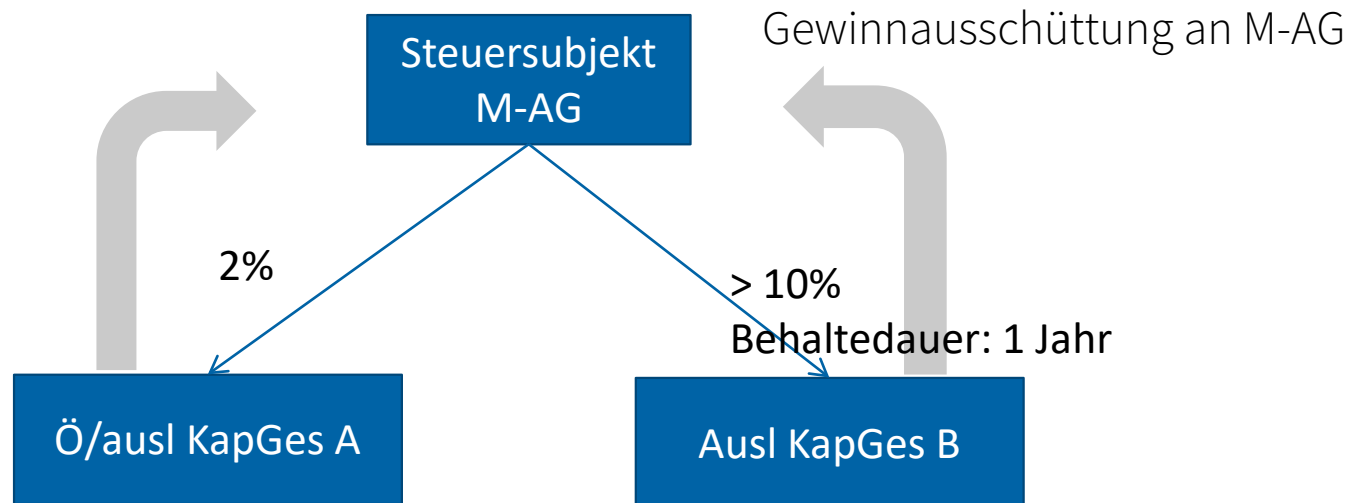 Gewinnausschüttung an M-AG
Steuersubjekt
M-AG
2%
> 10%
Behaltedauer: 1 Jahr
Ö/ausl KapGes A
Ausl KapGes B